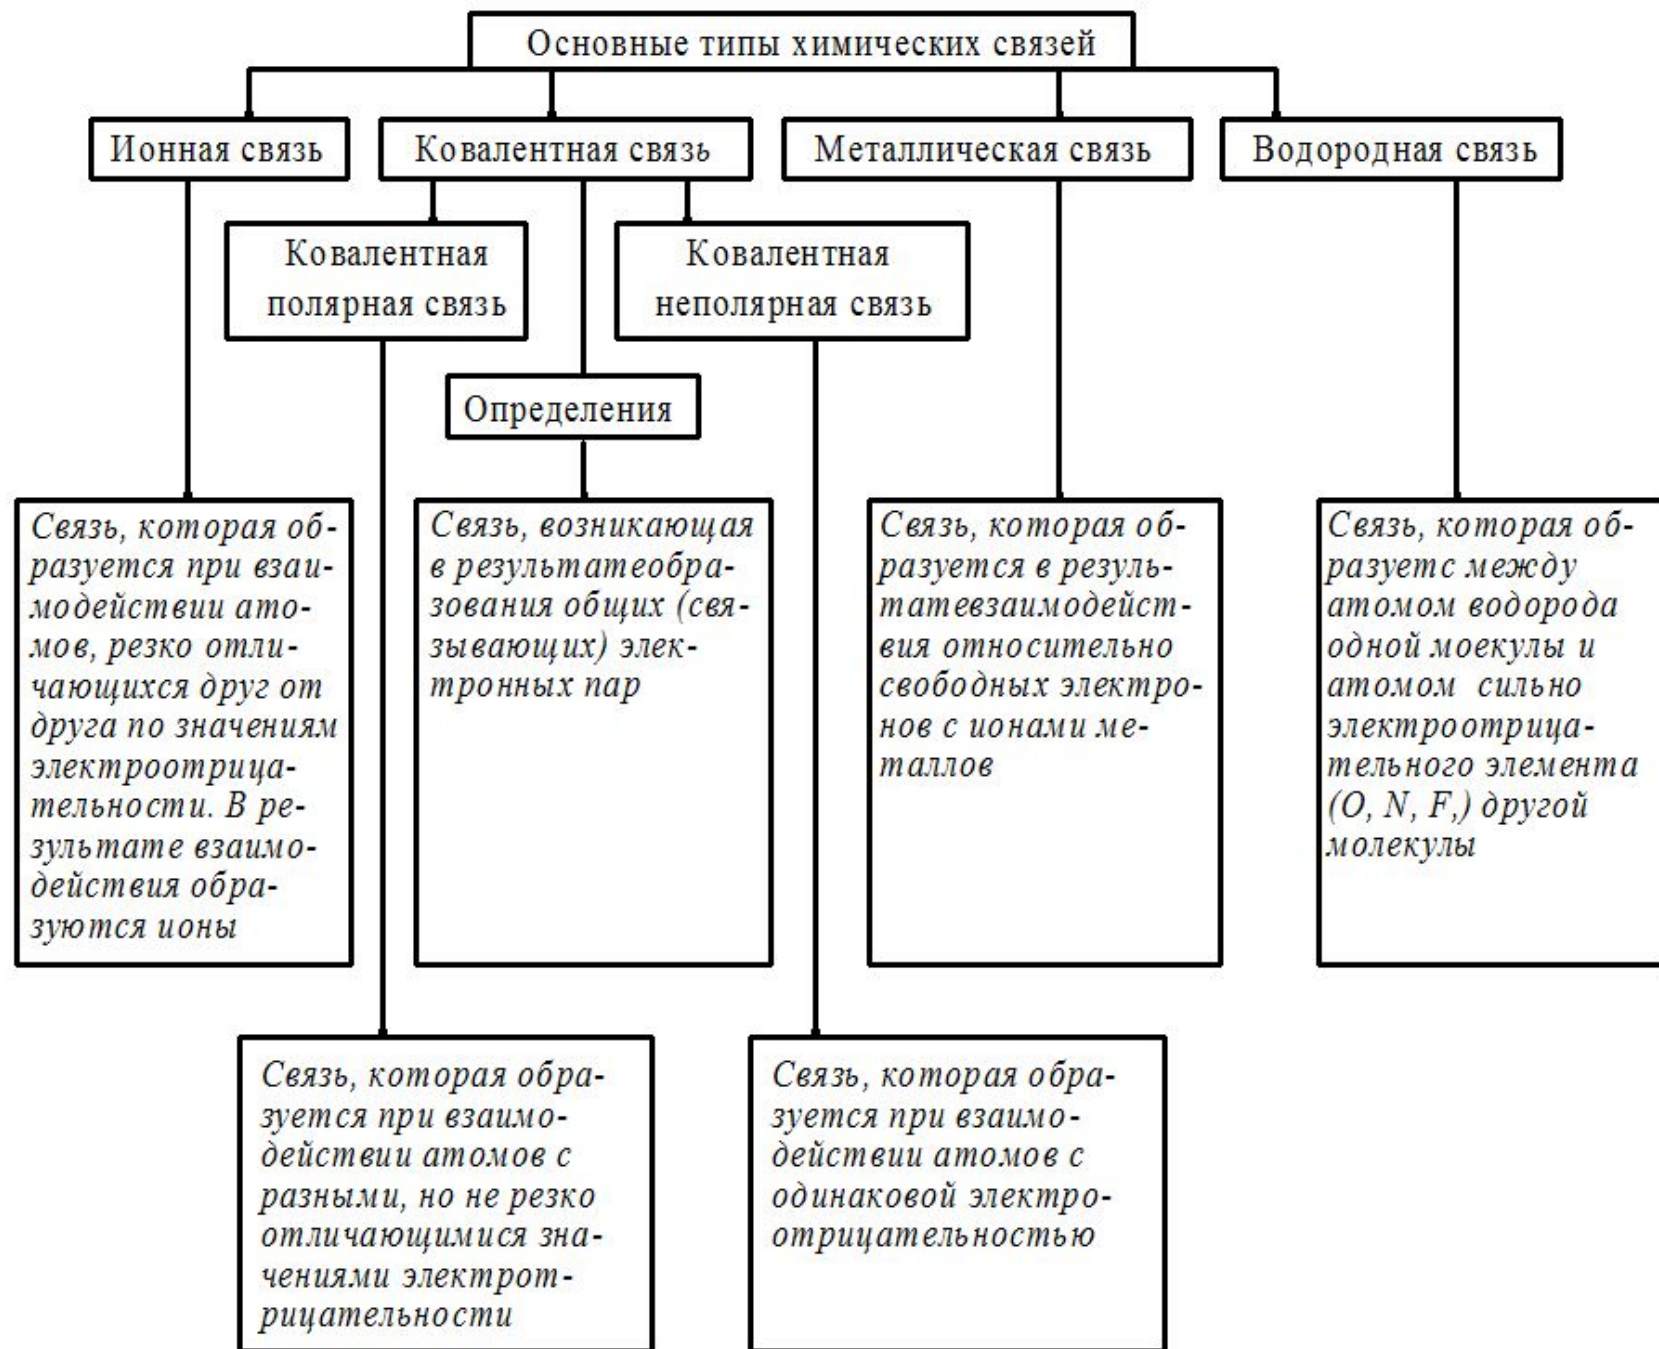 Основные типы химических связей
Ионная связь
Ковалентная связь
Металлическая связь
Водородная связь
Ковалентная
полярная связь
Ковалентная
неполярная связь
Определения
Связь, которая об-
разуется при взаи-
модействии ато-
мов, резко отли-
чающихся друг от
друга по значениям
электроотрица-
тельности. В ре-
зультате взаимо-
действия обра-
зуются ионы
Связь, возникающая
в результатеобра-
зования общих (свя-
зывающих) элек-
тронных пар
Связь, которая об-
разуется в резуль-
татевзаимодейст-
вия относительно
свободных электро-
нов с ионами ме-
таллов
Связь, которая об-
разуетс между
атомом водорода
одной моекулы и
атомом сильно
электроотрица-
тельного элемента
(O, N, F,) другой
молекулы
Связь, которая обра-
зуется при взаимо-
действии атомов с
разными, но не резко
отличающимися зна-
чениями электрот-
рицательности
Связь, которая обра-
зуется при взаимо-
действии атомов с
одинаковой электро-
отрицательностью